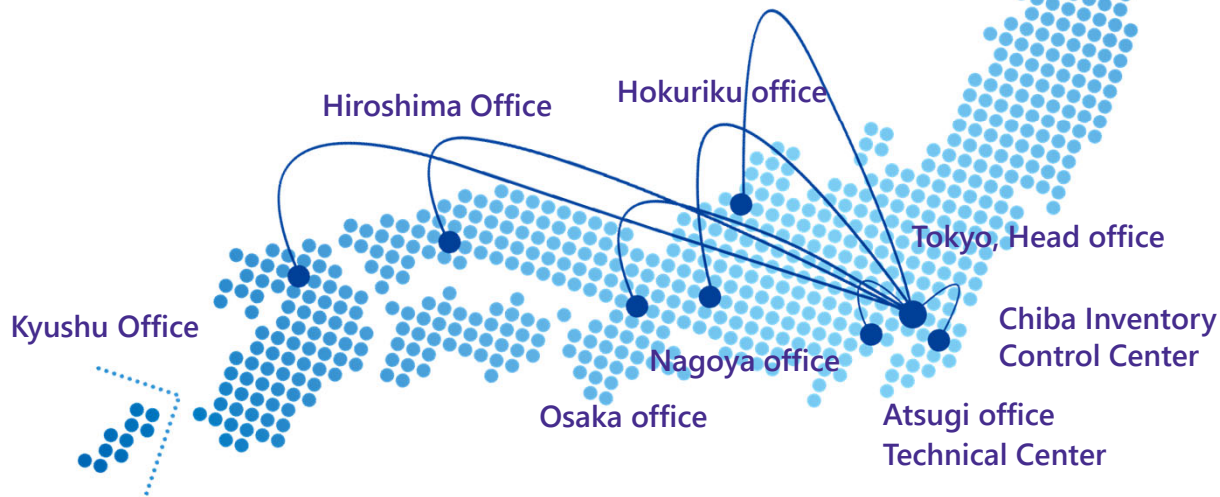 Hokuriku office
Hiroshima Office
Tokyo, Head office
Kyushu Office
Chiba Inventory
Control Center
Nagoya office
Osaka office
Atsugi office
Technical Center